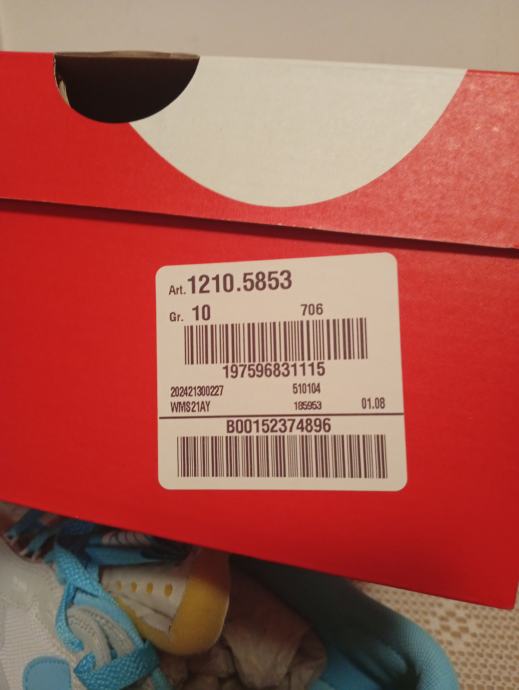 Art. 1210.5853
Gr. 10 706
197596831115
202421300227 510104
WMS21AY 185953 01.08
B00152374896